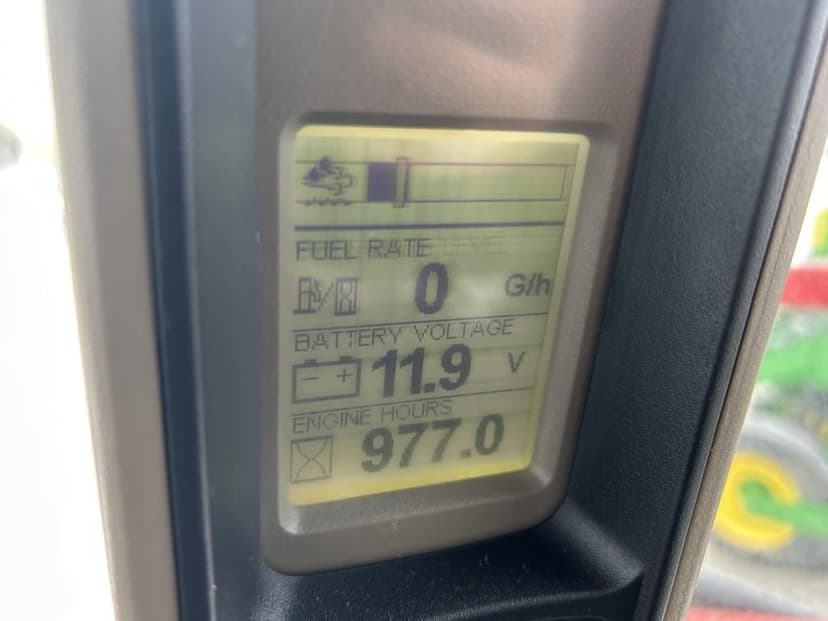 FUEL RATE
0 G/h
BATTERY VOLTAGE
- + 11.9 V
ENGINE HOURS
977.0